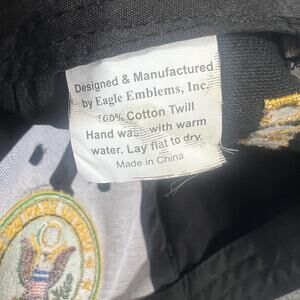 Designed & Manufactured
by Eagle Emblems, Inc.
100% Cotton Twill
Hand wash with warm
water. Lay flat to dry.
Made in China